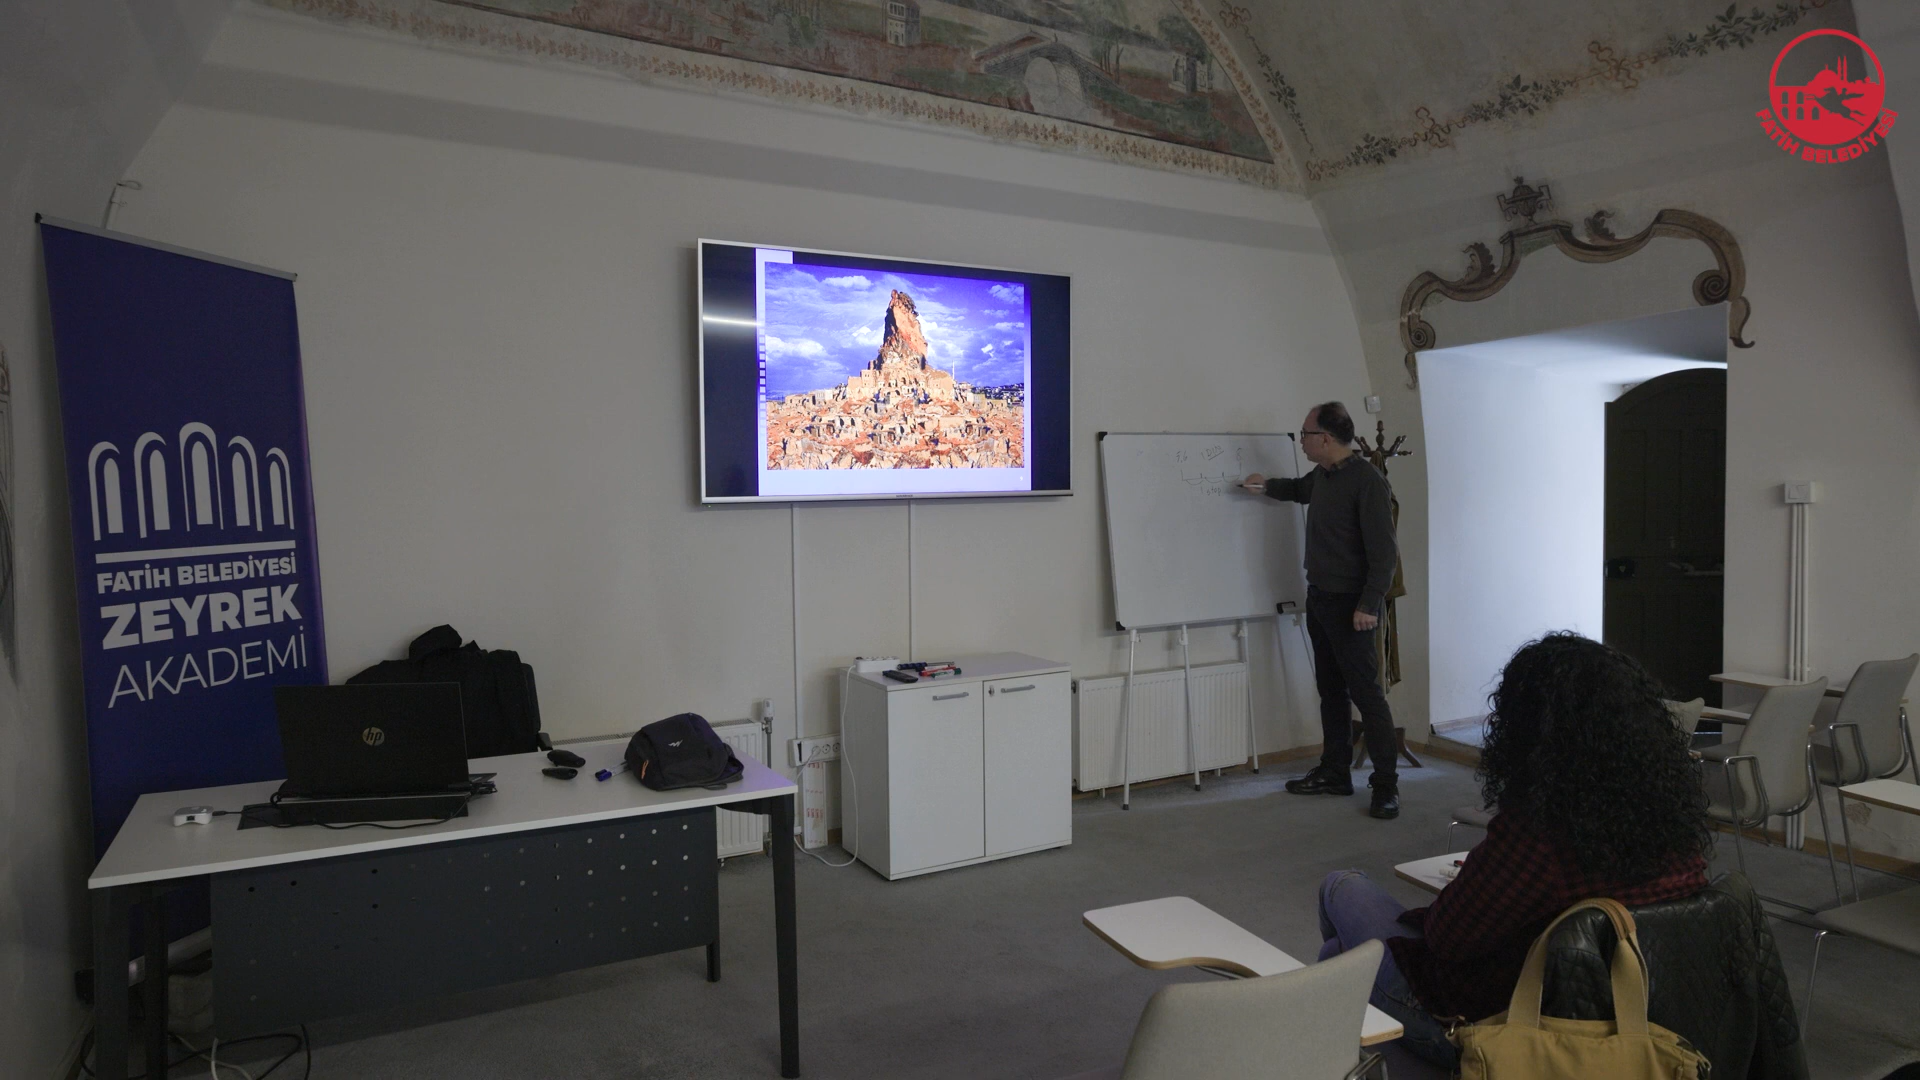 FATİH BELEDİYESİ
FATİH BELEDİYESİ
ZEYREK
AKADEMİ
hp